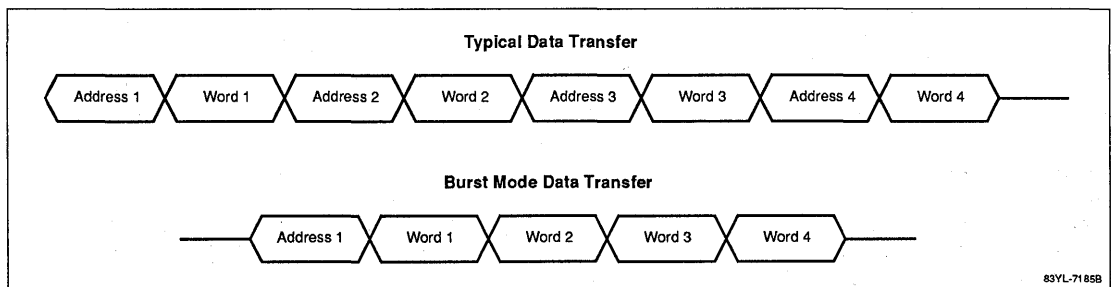 Typical Data Transfer
Address 1 Word 1 Address 2 Word 2 Address 3 Word 3 Address 4 Word 4
Burst Mode Data Transfer
Address 1 Word 1 Word 2 Word 3 Word 4
83YL-7185B